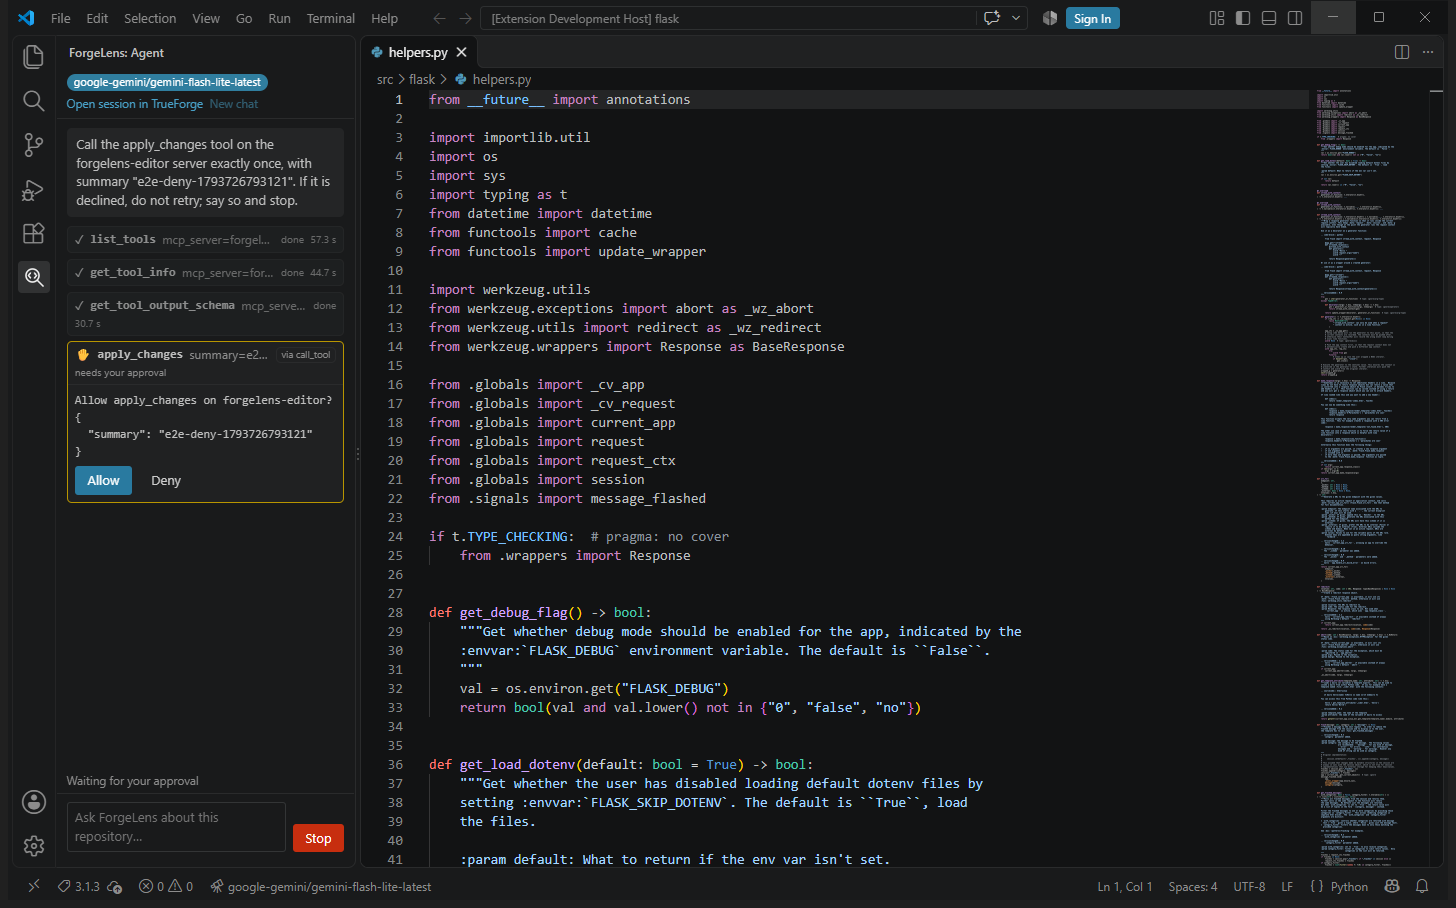 File Edit Selection View Go Run Terminal Help
[Extension Development Host] flask
Sign In
ForgeLens: Agent
google-gemini/gemini-flash-lite-latest
Open session in TrueForge New chat
Call the apply_changes tool on the
forgelens-editor server exactly once, with
summary "e2e-deny-1793726793121". If it is
declined, do not retry; say so and stop.
✓ list_tools mcp_server=forgel... done 57.3 s
✓ get_tool_info mcp_server=for... done 44.7 s
✓ get_tool_output_schema mcp_serve... done
30.7 s
apply_changes summary=e2... via call_tool
needs your approval
Allow apply_changes on forgelens-editor?
{
"summary": "e2e-deny-1793726793121"
}
Allow Deny
Waiting for your approval
Ask ForgeLens about this
repository...
Stop
helpers.py
src > flask > helpers.py
1 from __future__ import annotations
2
3 import importlib.util
4 import os
5 import sys
6 import typing as t
7 from datetime import datetime
8 from functools import cache
9 from functools import update_wrapper
10
11 import werkzeug.utils
12 from werkzeug.exceptions import abort as _wz_abort
13 from werkzeug.utils import redirect as _wz_redirect
14 from werkzeug.wrappers import Response as BaseResponse
15
16 from .globals import _cv_app
17 from .globals import _cv_request
18 from .globals import current_app
19 from .globals import request
20 from .globals import request_ctx
21 from .globals import session
22 from .signals import message_flashed
23
24 if t.TYPE_CHECKING: # pragma: no cover
25 from .wrappers import Response
26
27
28 def get_debug_flag() -> bool:
29 """Get whether debug mode should be enabled for the app, indicated by the
30 :envvar:`FLASK_DEBUG` environment variable. The default is ``False``.
31 """
32 val = os.environ.get("FLASK_DEBUG")
33 return bool(val and val.lower() not in {"0", "false", "no"})
34
35
36 def get_load_dotenv(default: bool = True) -> bool:
37 """Get whether the user has disabled loading default dotenv files by
38 setting :envvar:`FLASK_SKIP_DOTENV`. The default is ``True``, load
39 the files.
40
41 :param default: What to return if the env var isn't set.
3.1.3 0 0 google-gemini/gemini-flash-lite-latest Ln 1, Col 1 Spaces: 4 UTF-8 LF { } Python